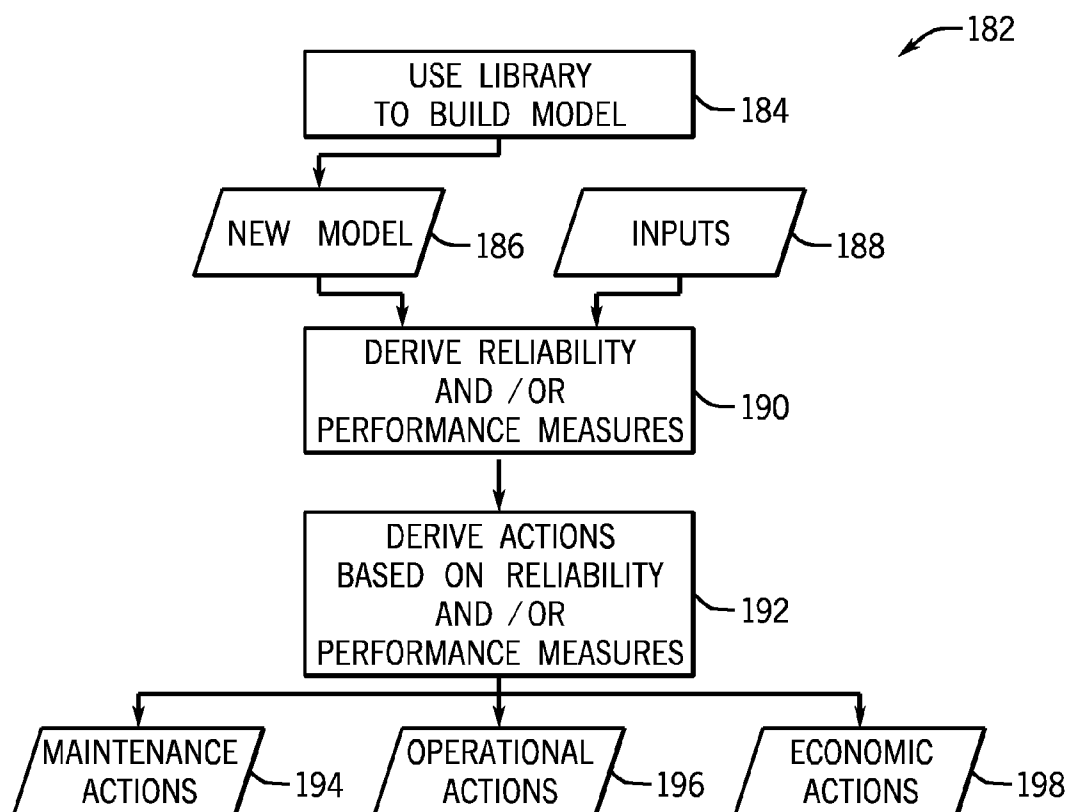 182
USE LIBRARY
TO BUILD MODEL
184
NEW MODEL
186
INPUTS
188
DERIVE RELIABILITY
AND /OR
PERFORMANCE MEASURES
190
DERIVE ACTIONS
BASED ON RELIABILITY
AND /OR
PERFORMANCE MEASURES
192
MAINTENANCE
ACTIONS
194
OPERATIONAL
ACTIONS
196
ECONOMIC
ACTIONS
198